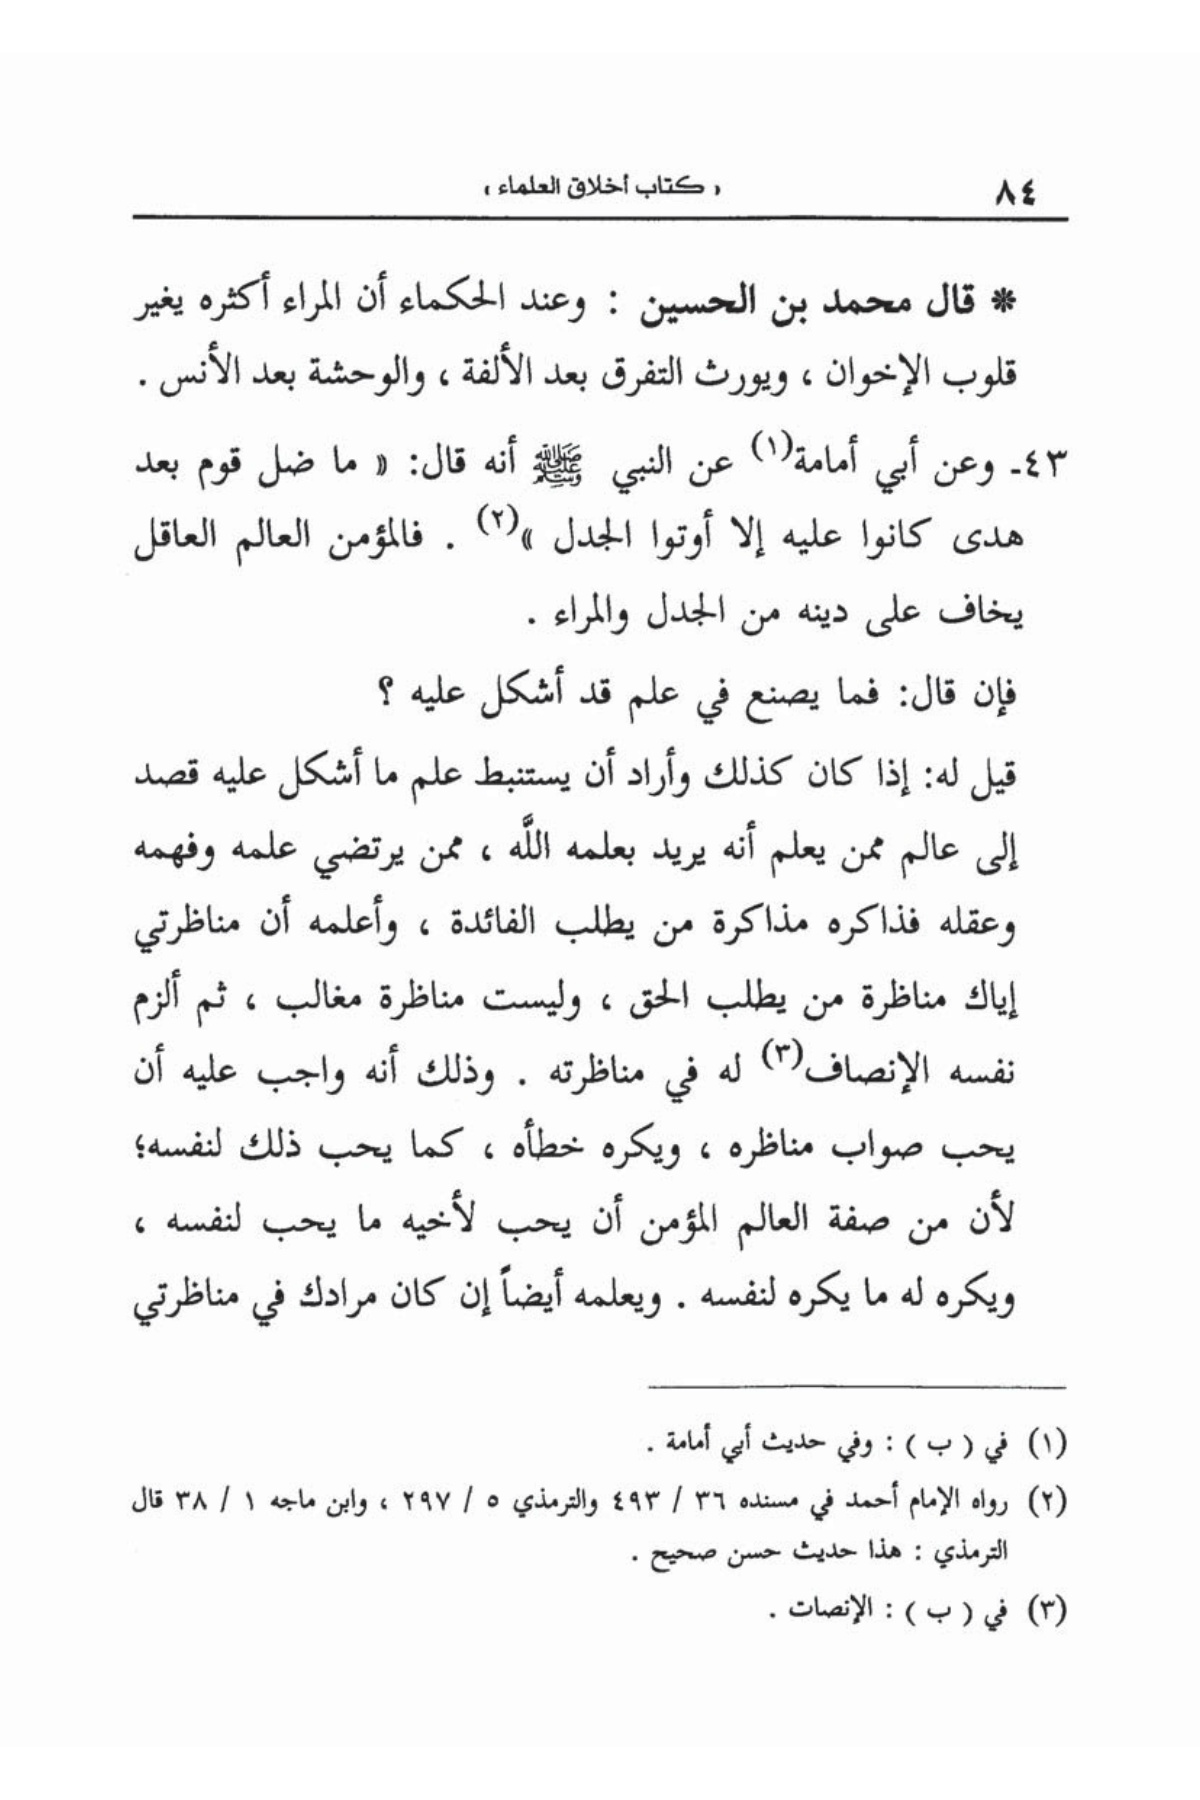 ٨٤
« كتاب أخلاق العلماء »
* قال محمد بن الحسين : وعند الحكماء أن المراء أكثره يغير
قلوب الإخوان ، ويورث التفرق بعد الألفة ، والوحشة بعد الأنس .
٤٣ـ وعن أبي أمامة(١) عن النبي ﷺ أنه قال: « ما ضل قوم بعد
هدى كانوا عليه إلا أوتوا الجدل »(٢) . فالمؤمن العالم العاقل
يخاف على دينه من الجدل والمراء .
فإن قال: فما يصنع في علم قد أشكل عليه ؟
قيل له: إذا كان كذلك وأراد أن يستنبط علم ما أشكل عليه قصد
إلى عالم ممن يعلم أنه يريد بعلمه اللَّه ، ممن يرتضي علمه وفهمه
وعقله فذاكره مذاكرة من يطلب الفائدة ، وأعلمه أن مناظرتي
إياك مناظرة من يطلب الحق ، وليست مناظرة مغالب ، ثم ألزم
نفسه الإنصاف(٣) له في مناظرته . وذلك أنه واجب عليه أن
يحب صواب مناظره ، ويكره خطأه ، كما يحب ذلك لنفسه؛
لأن من صفة العالم المؤمن أن يحب لأخيه ما يحب لنفسه ،
ويكره له ما يكره لنفسه . ويعلمه أيضاً إن كان مرادك في مناظرتي
(١) في ( ب ) : وفي حديث أبي أمامة .
(٢) رواه الإمام أحمد في مسنده ٣٦ / ٤٩٣ والترمذي ٥ / ٢٩٧ ، وابن ماجه ١ / ٣٨ قال
الترمذي : هذا حديث حسن صحيح .
(٣) في ( ب ) : الإنصات .